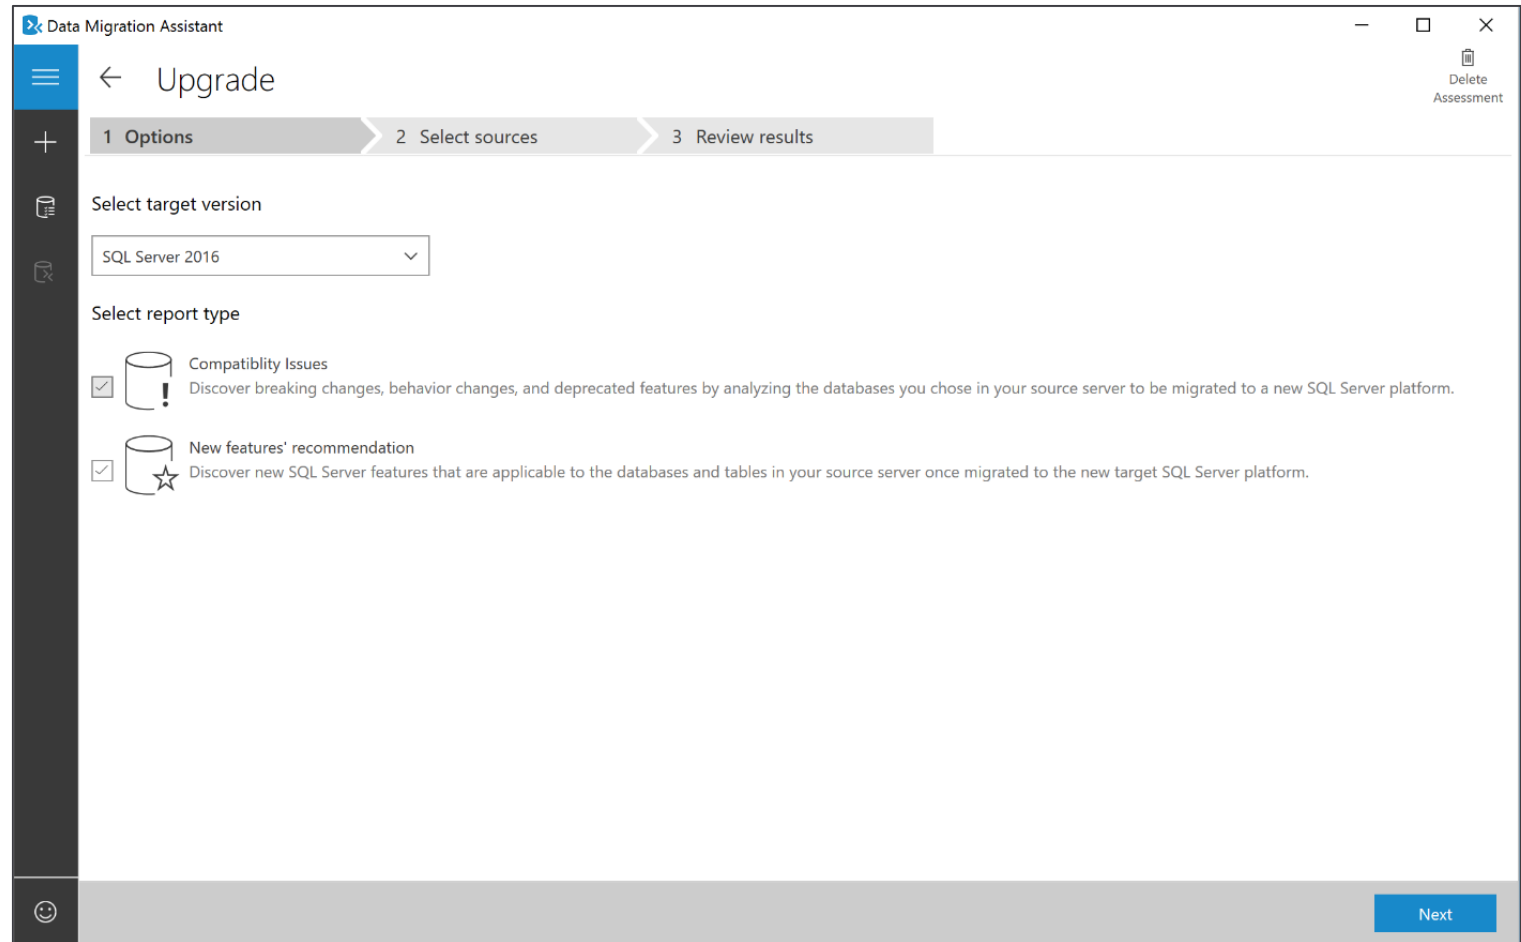 Data Migration Assistant
Upgrade
Delete
Assessment
1 Options
2 Select sources
3 Review results
Select target version
SQL Server 2016
Select report type
Compatiblity Issues
Discover breaking changes, behavior changes, and deprecated features by analyzing the databases you chose in your source server to be migrated to a new SQL Server platform.
New features' recommendation
Discover new SQL Server features that are applicable to the databases and tables in your source server once migrated to the new target SQL Server platform.
Next